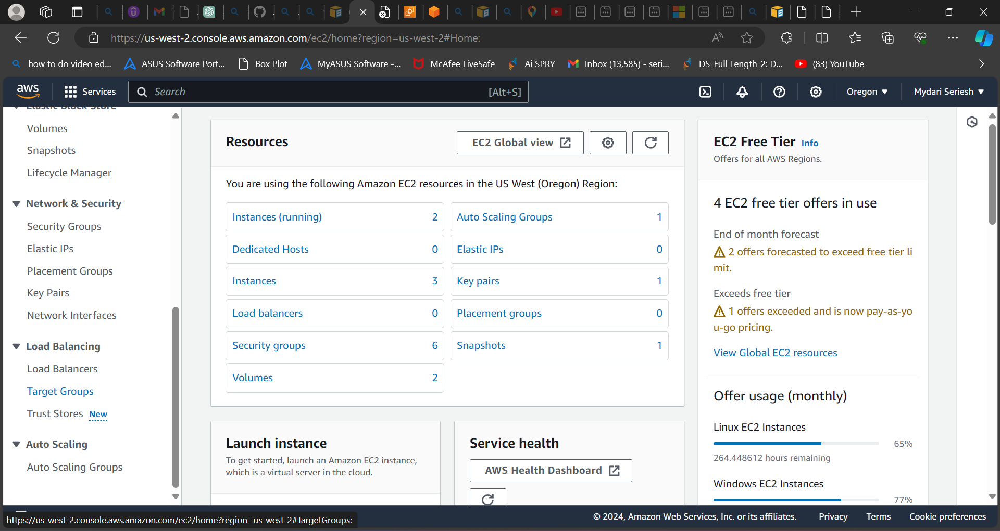 https://us-west-2.console.aws.amazon.com/ec2/home?region=us-west-2#Home:
how to do video ed...
ASUS Software Port...
Box Plot
MyASUS Software -...
McAfee LiveSafe
Ai SPRY
Inbox (13,585) - seri...
DS_Full Length_2: D...
(83) YouTube
aws
Services
Search
[Alt+S]
Oregon
Mydari Seriesh
Elastic Block Store
Volumes
Snapshots
Lifecycle Manager
Network & Security
Security Groups
Elastic IPs
Placement Groups
Key Pairs
Network Interfaces
Load Balancing
Load Balancers
Target Groups
Trust Stores New
Auto Scaling
Auto Scaling Groups
Resources
EC2 Global view
You are using the following Amazon EC2 resources in the US West (Oregon) Region:
Instances (running) 2
Auto Scaling Groups 1
Dedicated Hosts 0
Elastic IPs 0
Instances 3
Key pairs 1
Load balancers 0
Placement groups 0
Security groups 6
Snapshots 1
Volumes 2
Launch instance
To get started, launch an Amazon EC2 instance,
which is a virtual server in the cloud.
Service health
AWS Health Dashboard
EC2 Free Tier Info
Offers for all AWS Regions.
4 EC2 free tier offers in use
End of month forecast
2 offers forecasted to exceed free tier li
mit.
Exceeds free tier
1 offers exceeded and is now pay-as-yo
u-go pricing.
View Global EC2 resources
Offer usage (monthly)
Linux EC2 Instances
65%
264.448612 hours remaining
Windows EC2 Instances
77%
https://us-west-2.console.aws.amazon.com/ec2/home?region=us-west-2#TargetGroups:
© 2024, Amazon Web Services, Inc. or its affiliates.
Privacy
Terms
Cookie preferences